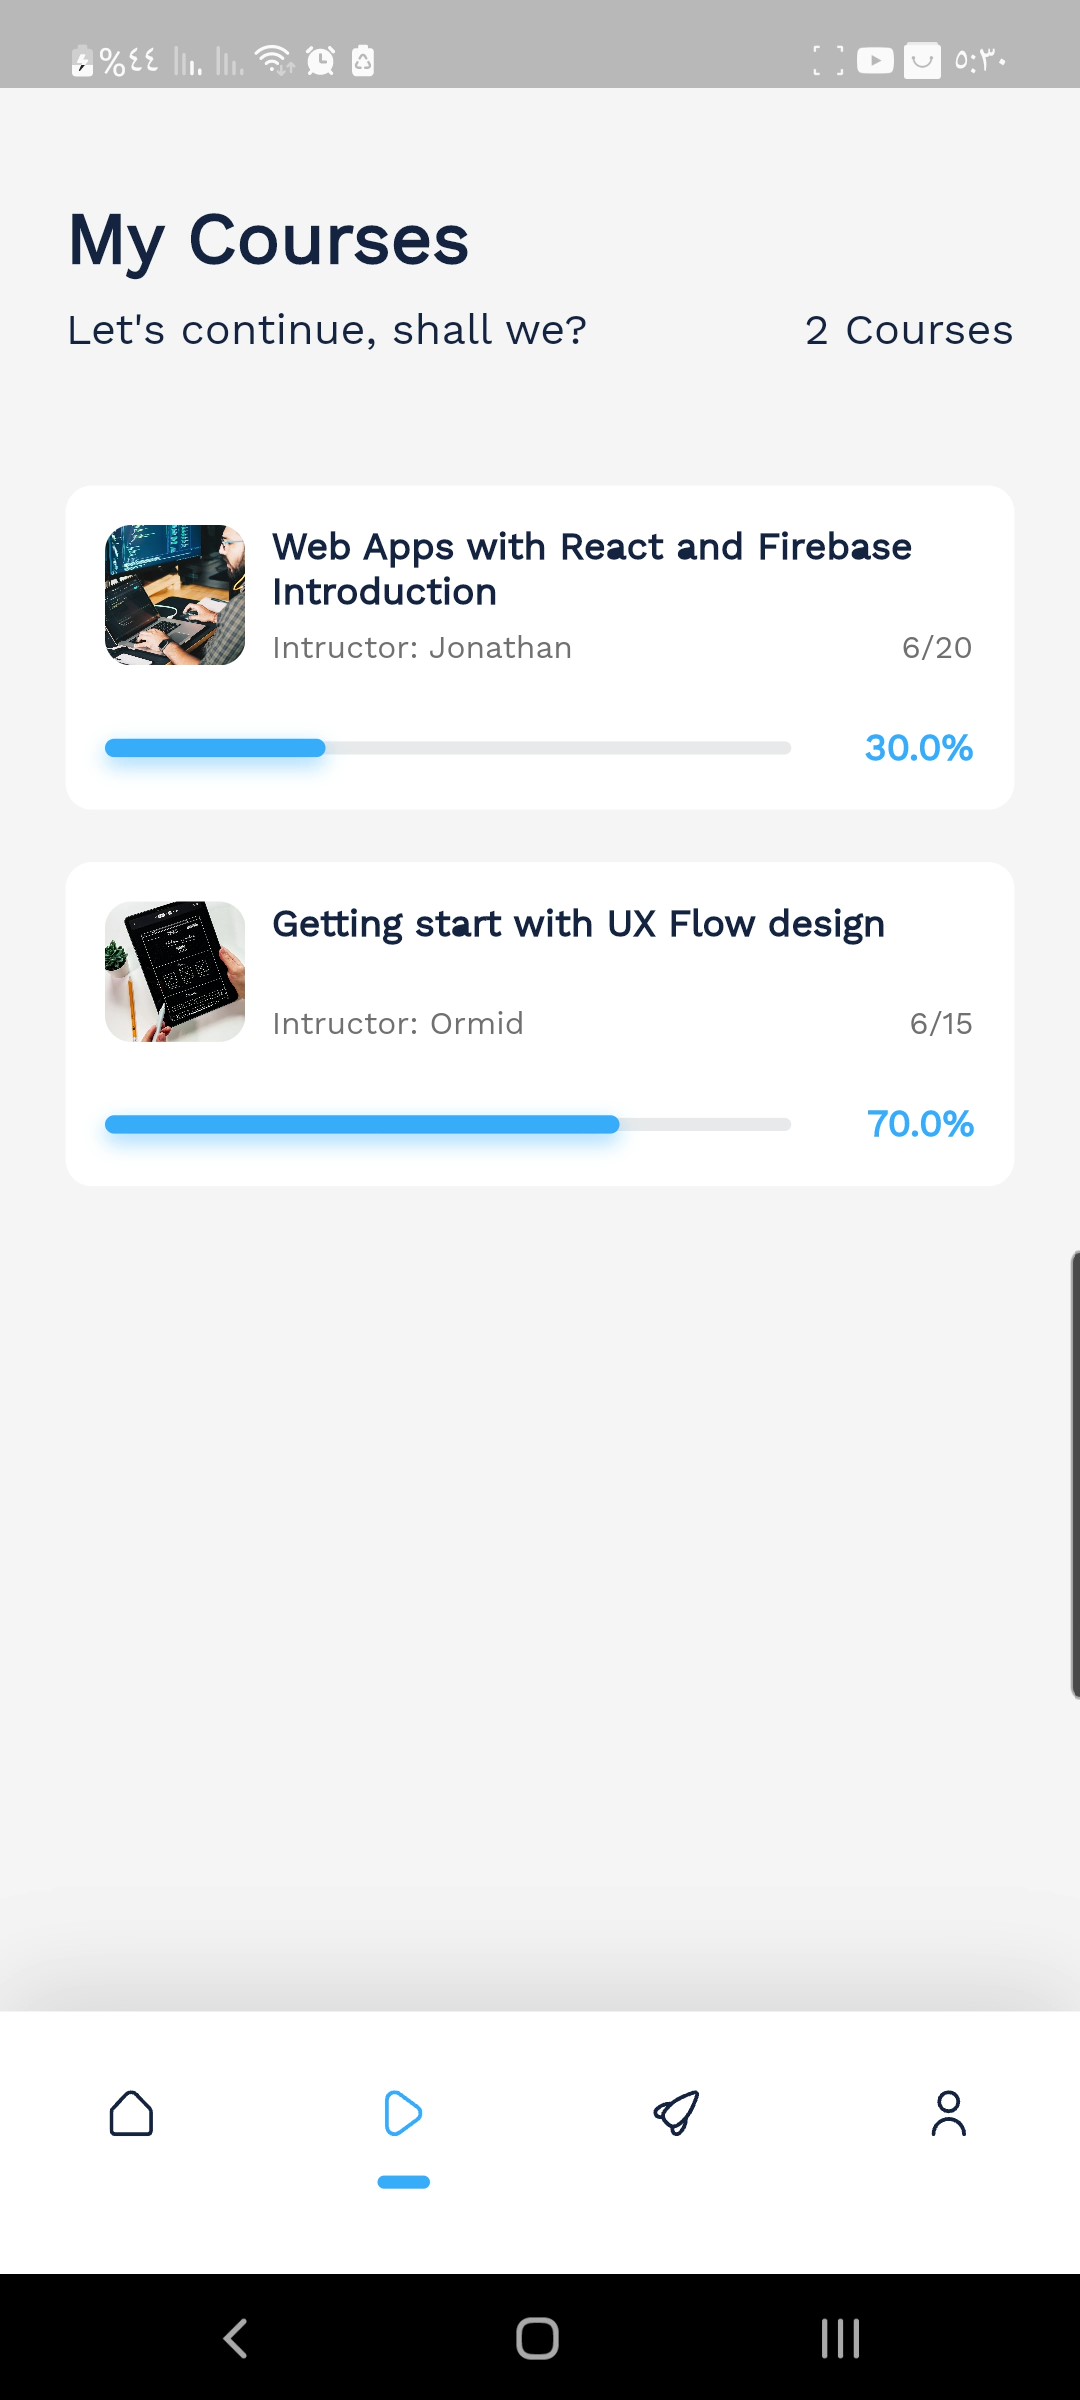 %٤٤ ٥:٣٠
My Courses
Let's continue, shall we? 2 Courses
Web Apps with React and Firebase
Introduction
Intructor: Jonathan 6/20
30.0%
Getting start with UX Flow design
Intructor: Ormid 6/15
70.0%